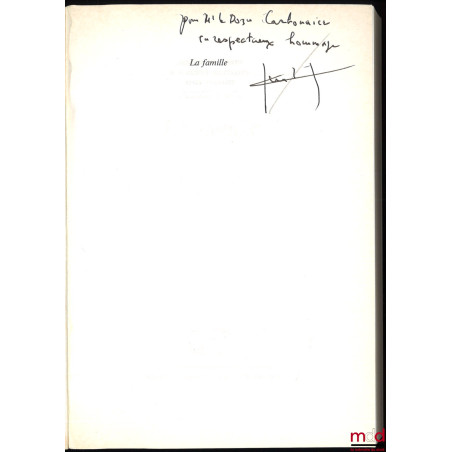 pour M. le Doyen Carbonnier
en respectueux hommage
La famille
mdd